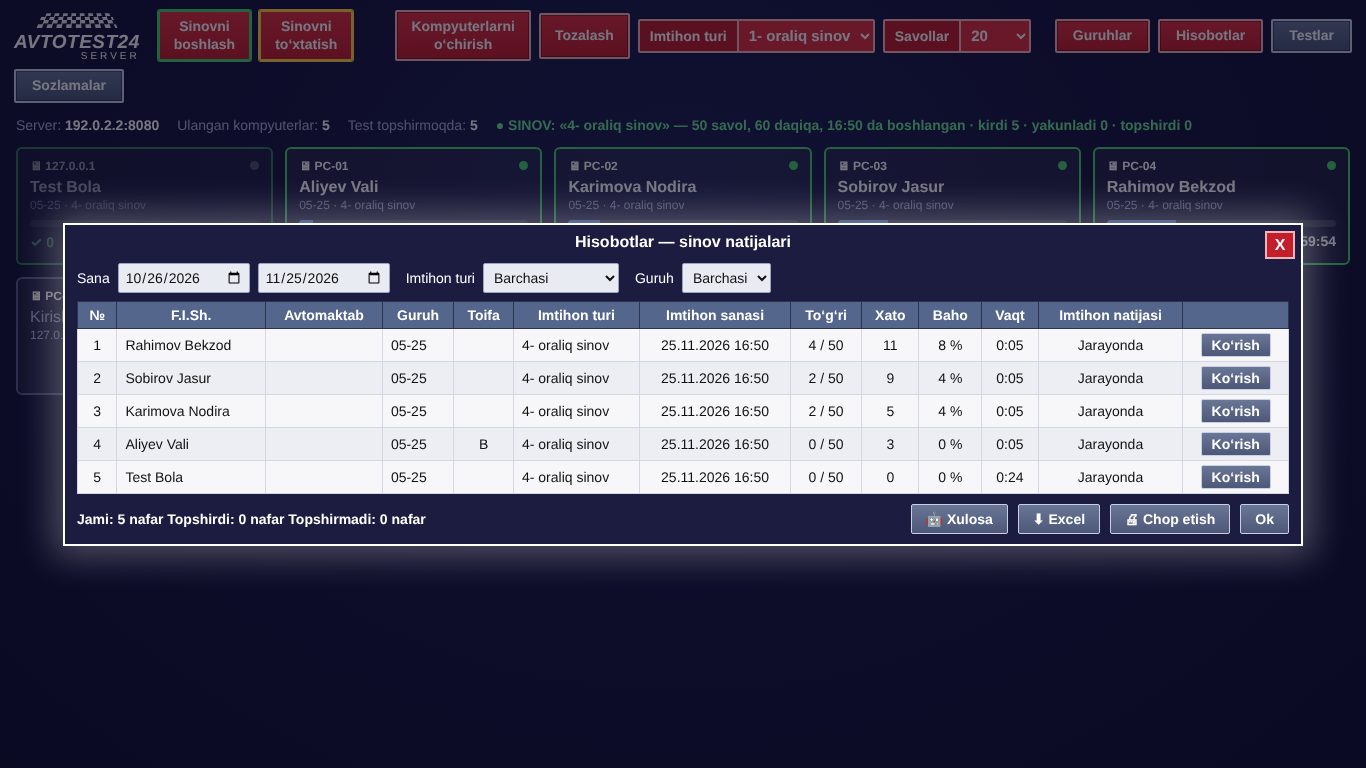 AVTOTEST24
SERVER
Sinovni boshlash
Sinovni to‘xtatish
Kompyuterlarni o‘chirish
Tozalash
Imtihon turi 1- oraliq sinov
Savollar 20
Guruhlar
Hisobotlar
Testlar
Sozlamalar
Server: 192.0.2.2:8080 Ulangan kompyuterlar: 5 Test topshirmoqda: 5 ● SINOV: «4- oraliq sinov» — 50 savol, 60 daqiqa, 16:50 da boshlangan · kirdi 5 · yakunladi 0 · topshirdi 0
127.0.0.1
Test Bola
05-25 · 4- oraliq sinov
✓ 0
PC-01
Aliyev Vali
05-25 · 4- oraliq sinov
PC-02
Karimova Nodira
05-25 · 4- oraliq sinov
PC-03
Sobirov Jasur
05-25 · 4- oraliq sinov
PC-04
Rahimov Bekzod
05-25 · 4- oraliq sinov
59:54
Hisobotlar — sinov natijalari
X
Sana 10/26/2026 11/25/2026 Imtihon turi Barchasi Guruh Barchasi
№ F.I.Sh. Avtomaktab Guruh Toifa Imtihon turi Imtihon sanasi To‘g‘ri Xato Baho Vaqt Imtihon natijasi
1 Rahimov Bekzod 05-25 4- oraliq sinov 25.11.2026 16:50 4 / 50 11 8 % 0:05 Jarayonda Ko‘rish
2 Sobirov Jasur 05-25 4- oraliq sinov 25.11.2026 16:50 2 / 50 9 4 % 0:05 Jarayonda Ko‘rish
3 Karimova Nodira 05-25 4- oraliq sinov 25.11.2026 16:50 2 / 50 5 4 % 0:05 Jarayonda Ko‘rish
4 Aliyev Vali 05-25 B 4- oraliq sinov 25.11.2026 16:50 0 / 50 3 0 % 0:05 Jarayonda Ko‘rish
5 Test Bola 05-25 4- oraliq sinov 25.11.2026 16:50 0 / 50 0 0 % 0:24 Jarayonda Ko‘rish
Jami: 5 nafar Topshirdi: 0 nafar Topshirmadi: 0 nafar
Xulosa
Excel
Chop etish
Ok